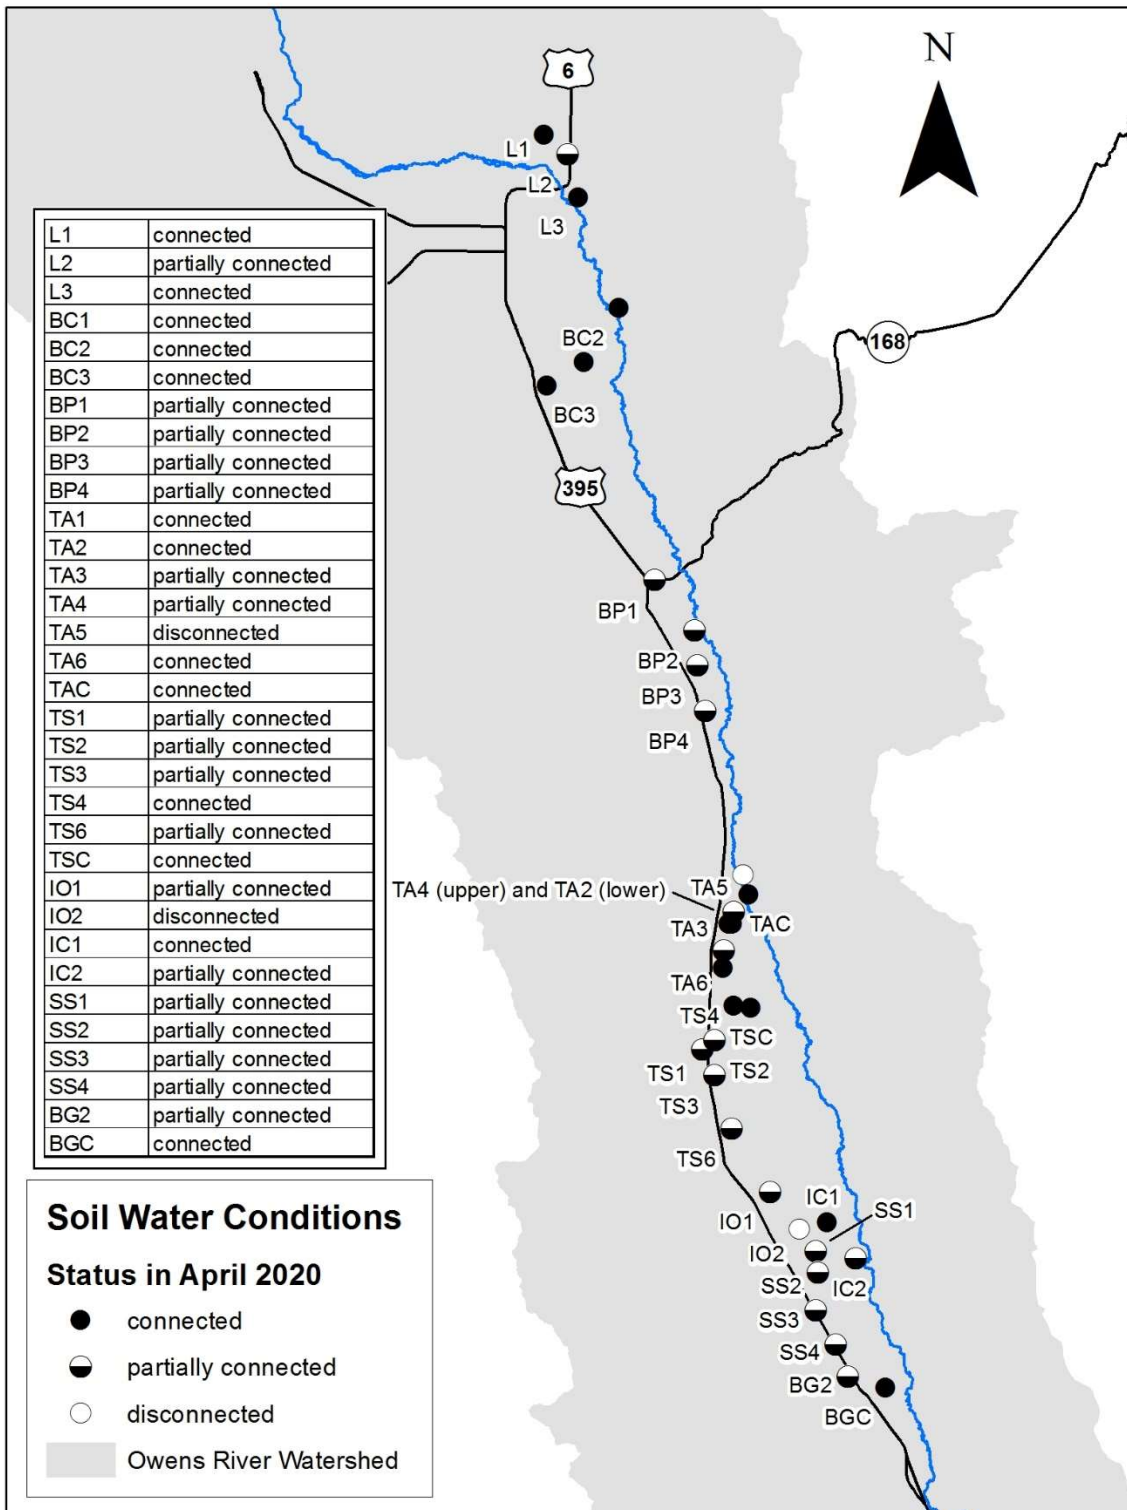 N
6
L1
L2
L3
BC2
BC3
168
395
BP1
BP2
BP3
BP4
TA4 (upper) and TA2 (lower)
TA5
TA3
TAC
TA6
TS4
TSC
TS1
TS2
TS3
TS6
IO1
IC1
SS1
IO2
SS2
IC2
SS3
SS4
BG2
BGC
L1 connected
L2 partially connected
L3 connected
BC1 connected
BC2 connected
BC3 connected
BP1 partially connected
BP2 partially connected
BP3 partially connected
BP4 partially connected
TA1 connected
TA2 connected
TA3 partially connected
TA4 partially connected
TA5 disconnected
TA6 connected
TAC connected
TS1 partially connected
TS2 partially connected
TS3 partially connected
TS4 connected
TS6 partially connected
TSC connected
IO1 partially connected
IO2 disconnected
IC1 connected
IC2 partially connected
SS1 partially connected
SS2 partially connected
SS3 partially connected
SS4 partially connected
BG2 partially connected
BGC connected
Soil Water Conditions
Status in April 2020
connected
partially connected
disconnected
Owens River Watershed